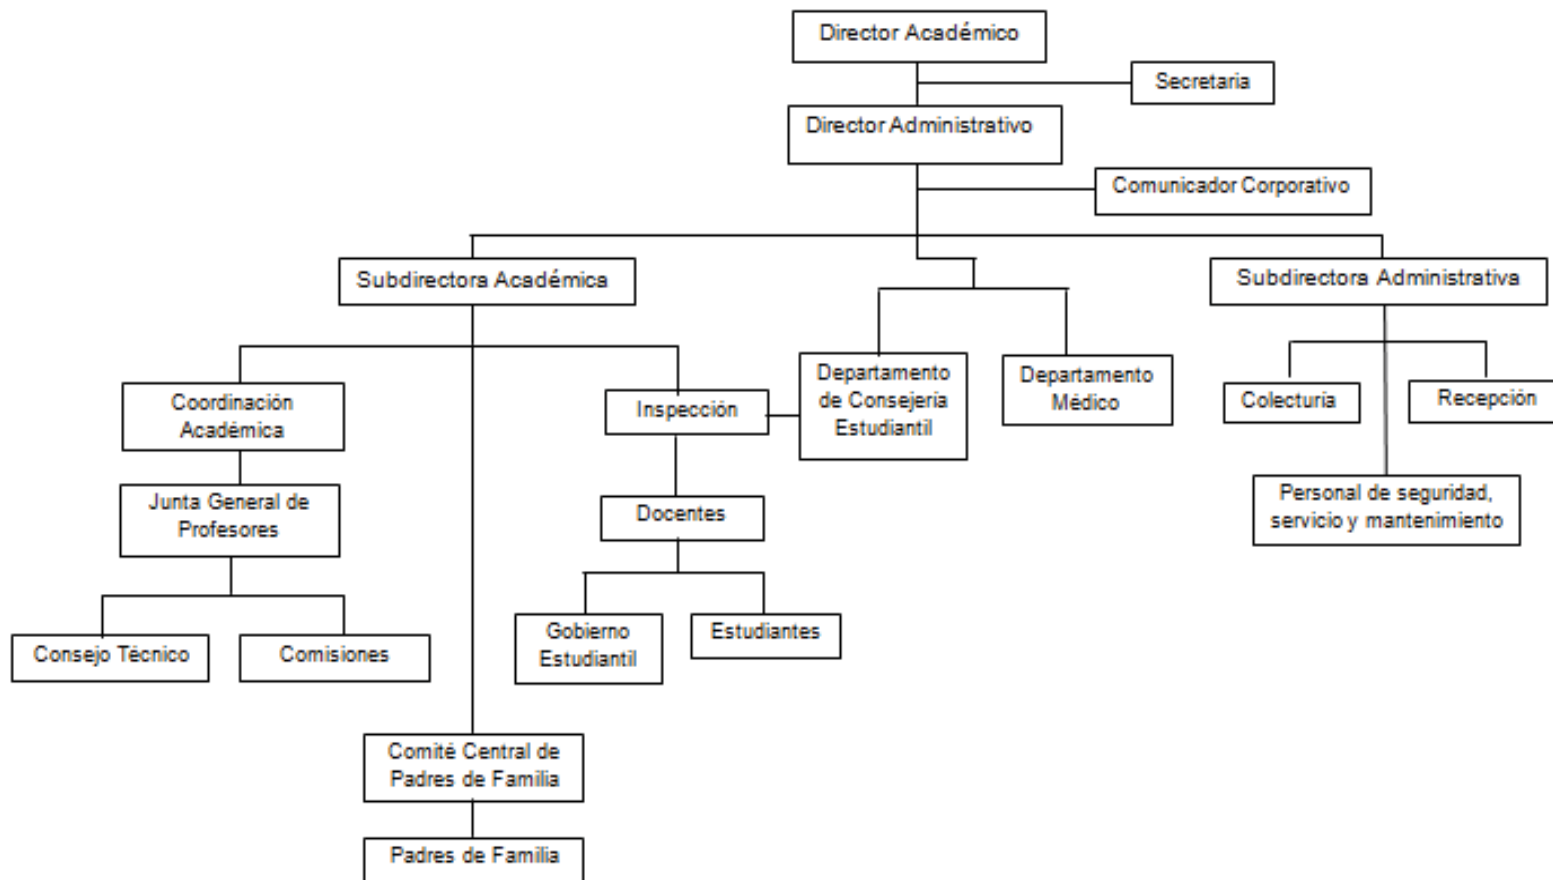 Director Académico
Secretaria
Director Administrativo
Comunicador Corporativo
Subdirectora Académica
Subdirectora Administrativa
Coordinación
Académica
Inspección
Departamento
de Consejería
Estudiantil
Departamento
Médico
Colecturía
Recepción
Junta General de
Profesores
Docentes
Personal de seguridad,
servicio y mantenimiento
Consejo Técnico
Comisiones
Gobierno
Estudiantil
Estudiantes
Comité Central de
Padres de Familia
Padres de Familia